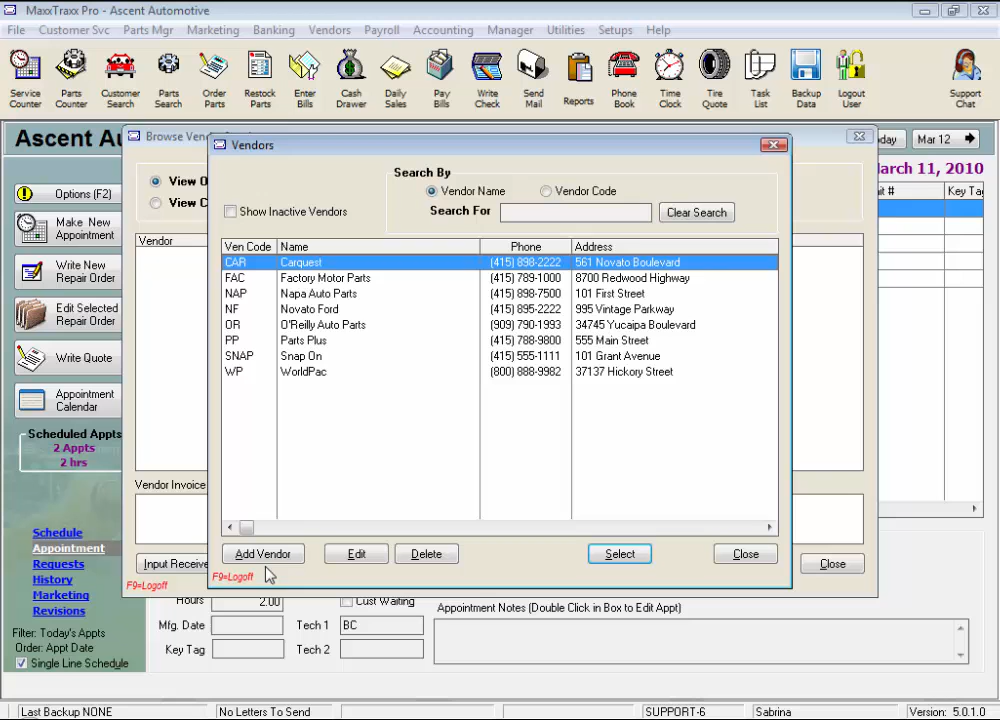 MaxxTraxx Pro - Ascent Automotive
File Customer Svc Parts Mgr Marketing Banking Vendors Payroll Accounting Manager Utilities Setups Help
Service Counter
Parts Counter
Customer Search
Parts Search
Order Parts
Restock Parts
Enter Bills
Cash Drawer
Daily Sales
Pay Bills
Write Check
Send Mail
Reports
Phone Book
Time Clock
Tire Quote
Task List
Backup Data
Logout User
Support Chat
Ascent Au
Browse Ven
Vendors
day
Mar 12
arch 11, 2010
Options (F2)
Make New Appointment
Write New Repair Order
Edit Selected Repair Order
Write Quote
Appointment Calendar
Scheduled Appts
2 Appts
2 hrs
Schedule
Appointment
Requests
History
Marketing
Revisions
Filter: Today's Appts
Order: Appt Date
Single Line Schedule
View O
View C
Vendor
Vendor Invoice
Input Receive
F9=Logoff
Search By
Vendor Name Vendor Code
Show Inactive Vendors
Search For
Clear Search
Ven Code Name Phone Address
CAR Carquest (415) 898-2222 561 Novato Boulevard
FAC Factory Motor Parts (415) 789-1000 8700 Redwood Highway
NAP Napa Auto Parts (415) 898-7500 101 First Street
NF Novato Ford (415) 895-2222 995 Vintage Parkway
OR O'Reilly Auto Parts (909) 790-1993 34745 Yucaipa Boulevard
PP Parts Plus (415) 788-9800 555 Main Street
SNAP Snap On (415) 555-1111 101 Grant Avenue
WP WorldPac (800) 888-9982 37137 Hickory Street
Add Vendor Edit Delete Select Close
F9=Logoff
Close
it # Key Tag
Hours 2.00 Cust Waiting
Mfg. Date Tech 1 BC
Key Tag Tech 2
Appointment Notes (Double Click in Box to Edit Appt)
Last Backup NONE No Letters To Send SUPPORT-6 Sabrina Version: 5.0.1.0